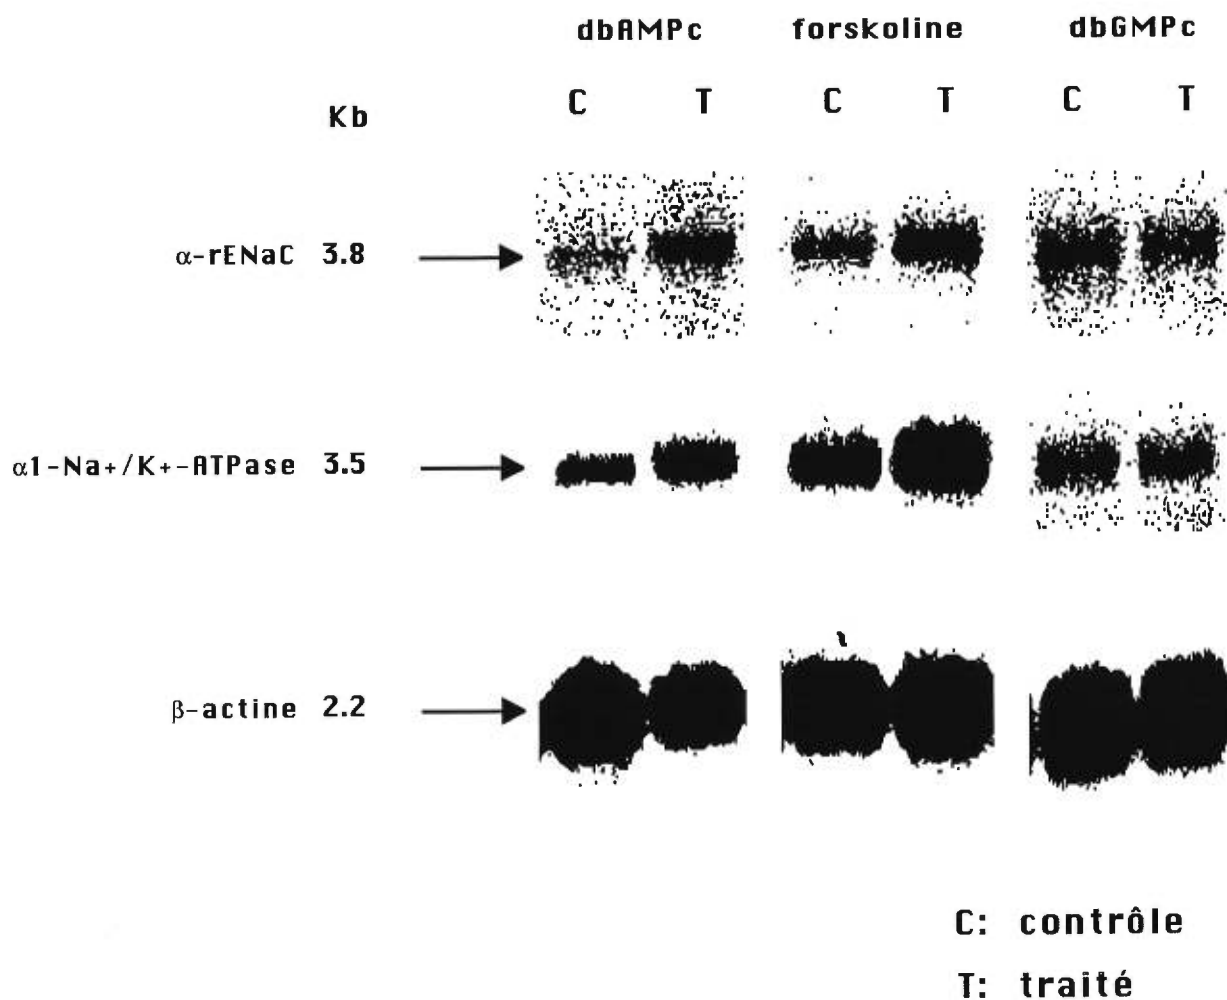 dbAMPc forskoline dbGMPc
C T C T C T
Kb
α-rENaC 3.8
α1-Na+/K+-ATPase 3.5
β-actine 2.2
C: contrôle
T: traité